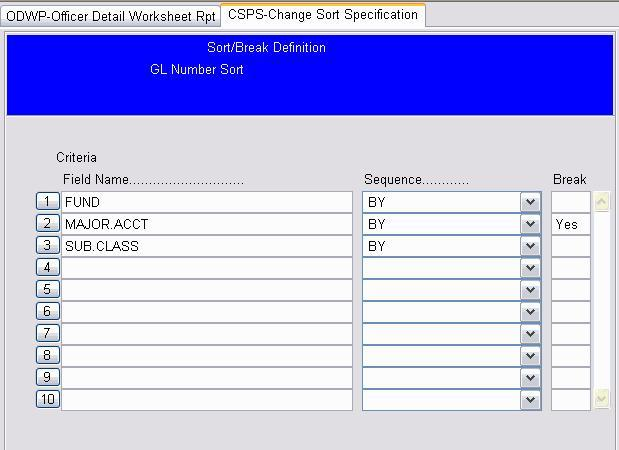 ODWP-Officer Detail Worksheet Rpt CSPS-Change Sort Specification
Sort/Break Definition
GL Number Sort
Criteria
Field Name............................. Sequence............ Break
1 FUND BY
2 MAJOR.ACCT BY Yes
3 SUB.CLASS BY
4
5
6
7
8
9
10